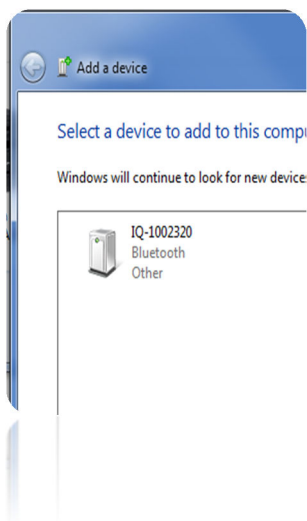 Add a device
Select a device to add to this compu
Windows will continue to look for new devices
IQ-1002320
Bluetooth
Other